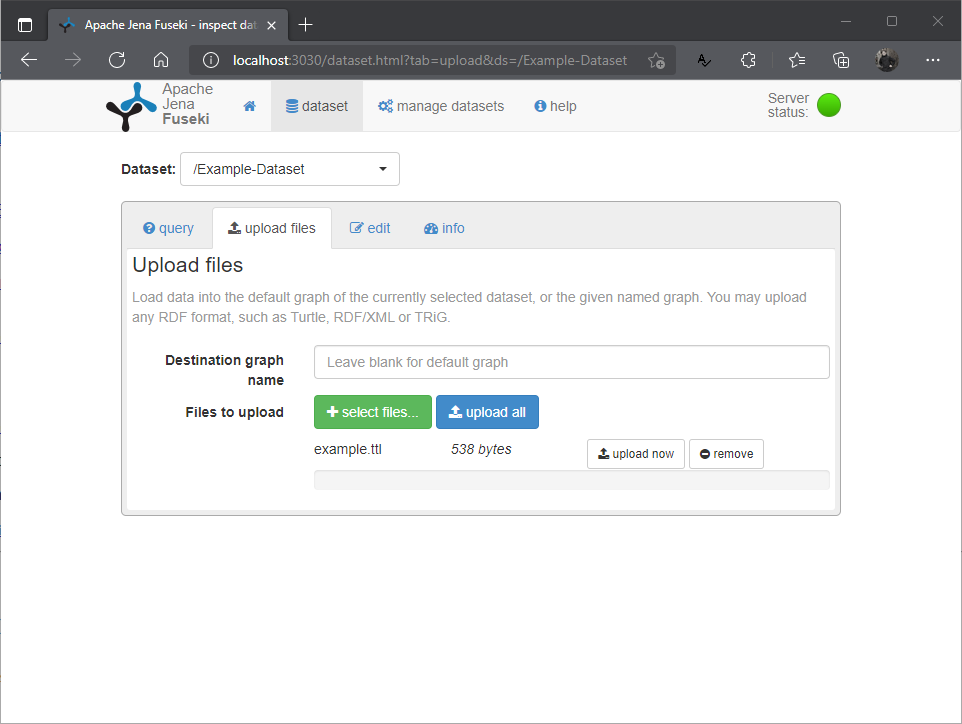 Apache Jena Fuseki - inspect dat
localhost:3030/dataset.html?tab=upload&ds=/Example-Dataset
Apache
Jena
Fuseki
dataset
manage datasets
help
Server
status:
Dataset:
/Example-Dataset
query
upload files
edit
info
Upload files
Load data into the default graph of the currently selected dataset, or the given named graph. You may upload
any RDF format, such as Turtle, RDF/XML or TRiG.
Destination graph
name
Leave blank for default graph
Files to upload
select files...
upload all
example.ttl
538 bytes
upload now
remove